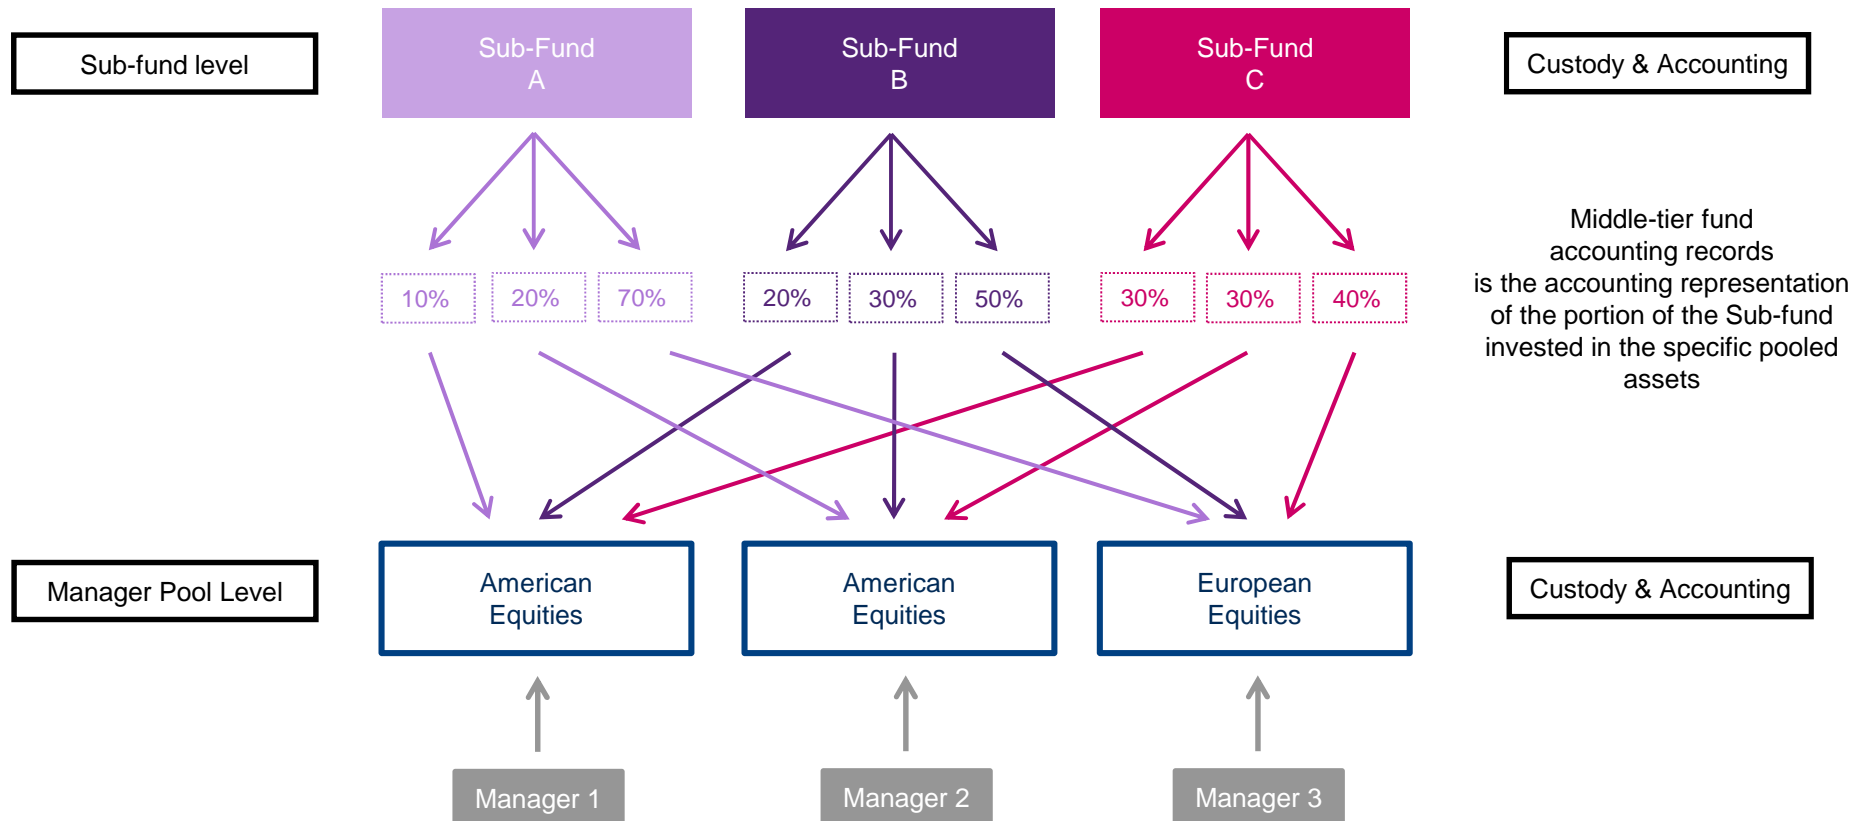 Sub-fund level
Sub-Fund
A
Sub-Fund
B
Sub-Fund
C
Custody & Accounting
10%
20%
70%
20%
30%
50%
30%
30%
40%
Middle-tier fund
accounting records
is the accounting representation
of the portion of the Sub-fund
invested in the specific pooled
assets
Manager Pool Level
American
Equities
American
Equities
European
Equities
Custody & Accounting
Manager 1
Manager 2
Manager 3